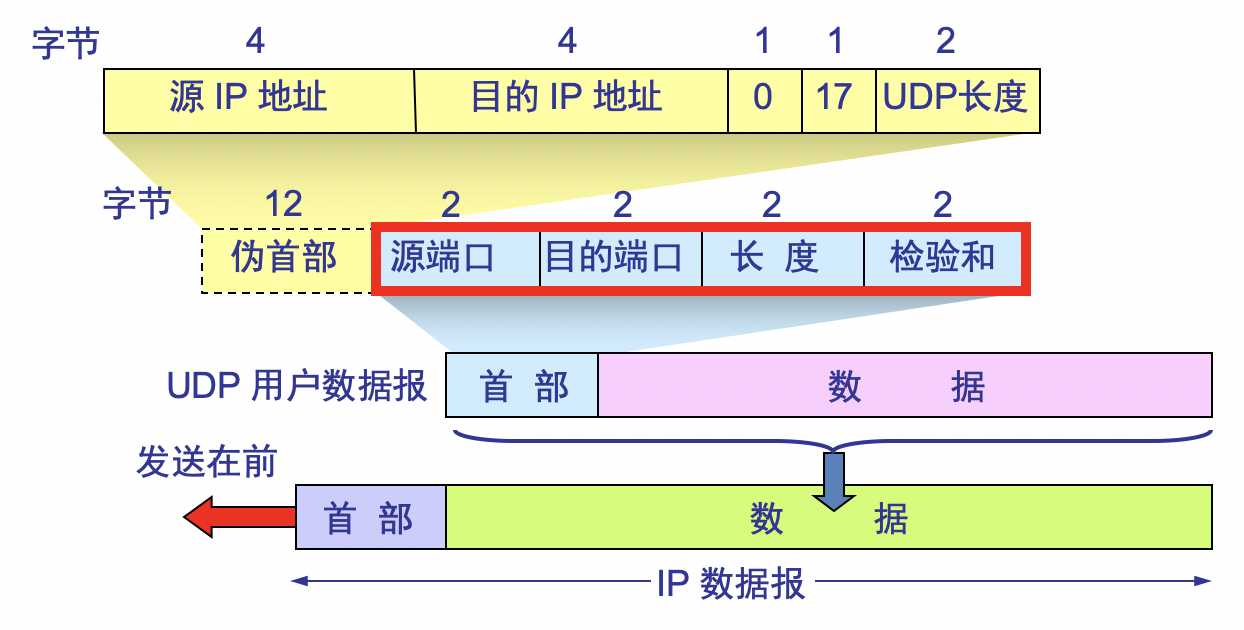 字节 4 4 1 1 2
源 IP 地址 目的 IP 地址 0 17 UDP长度
字节 12 2 2 2 2
伪首部 源端口 目的端口 长 度 检验和
UDP 用户数据报 首 部 数 据
发送在前
首 部 数 据
IP 数据报